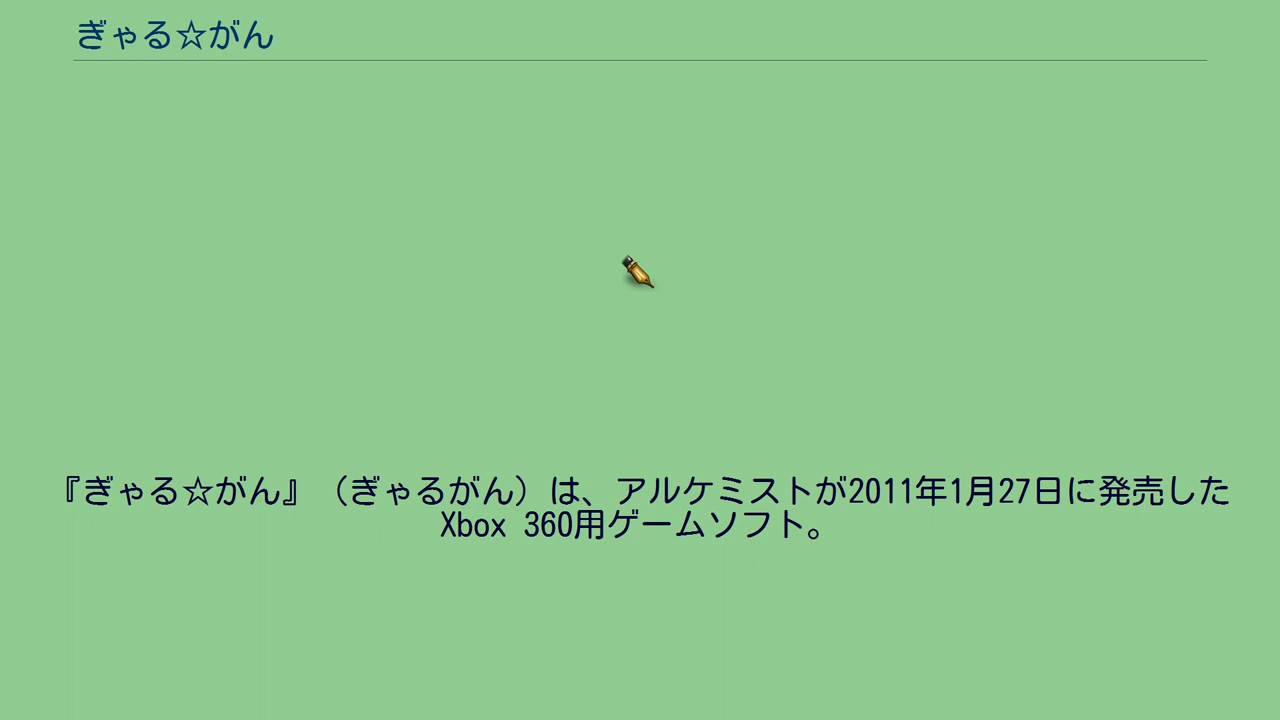 ぎゃる☆がん
『ぎゃる☆がん』（ぎゃるがん）は、アルケミストが2011年1月27日に発売した
Xbox 360用ゲームソフト。